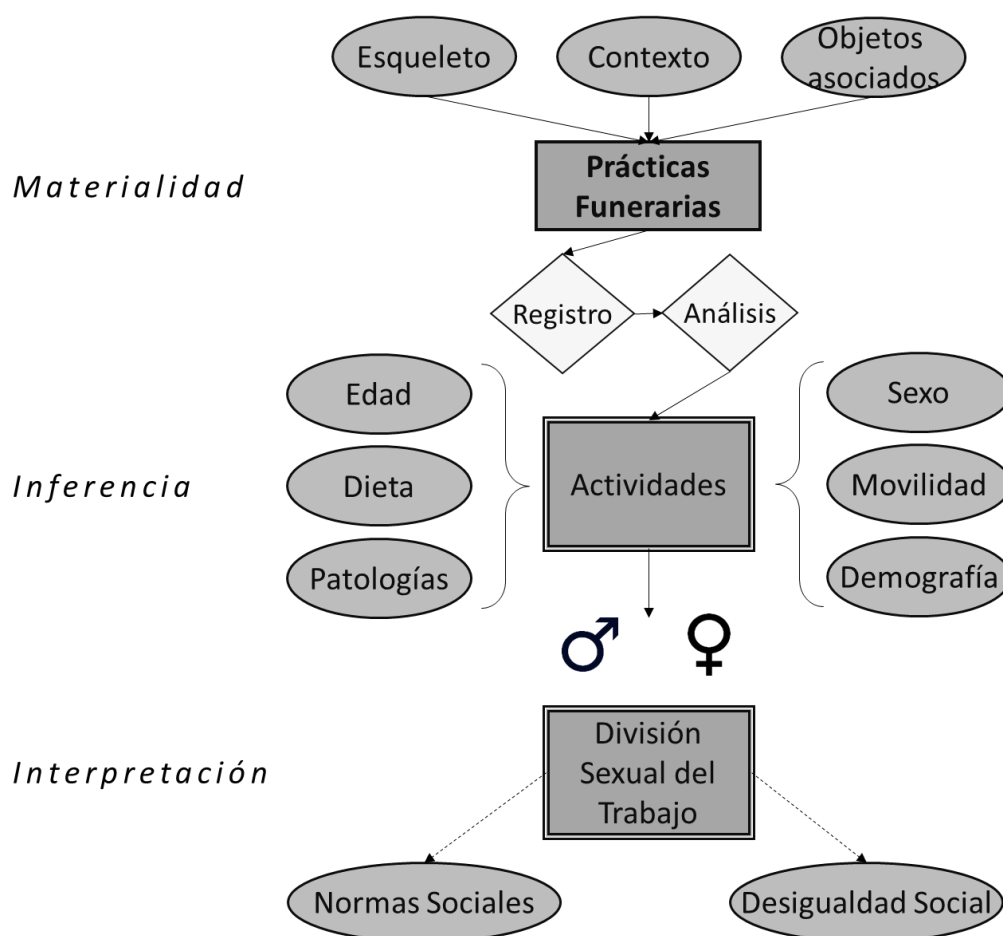 Esqueleto
Contexto
Objetos
asociados
Materialidad
Prácticas
Funerarias
Registro
Análisis
Edad
Sexo
Inferencia
Dieta
Actividades
Movilidad
Patologías
Demografía
Interpretación
División
Sexual del
Trabajo
Normas Sociales
Desigualdad Social